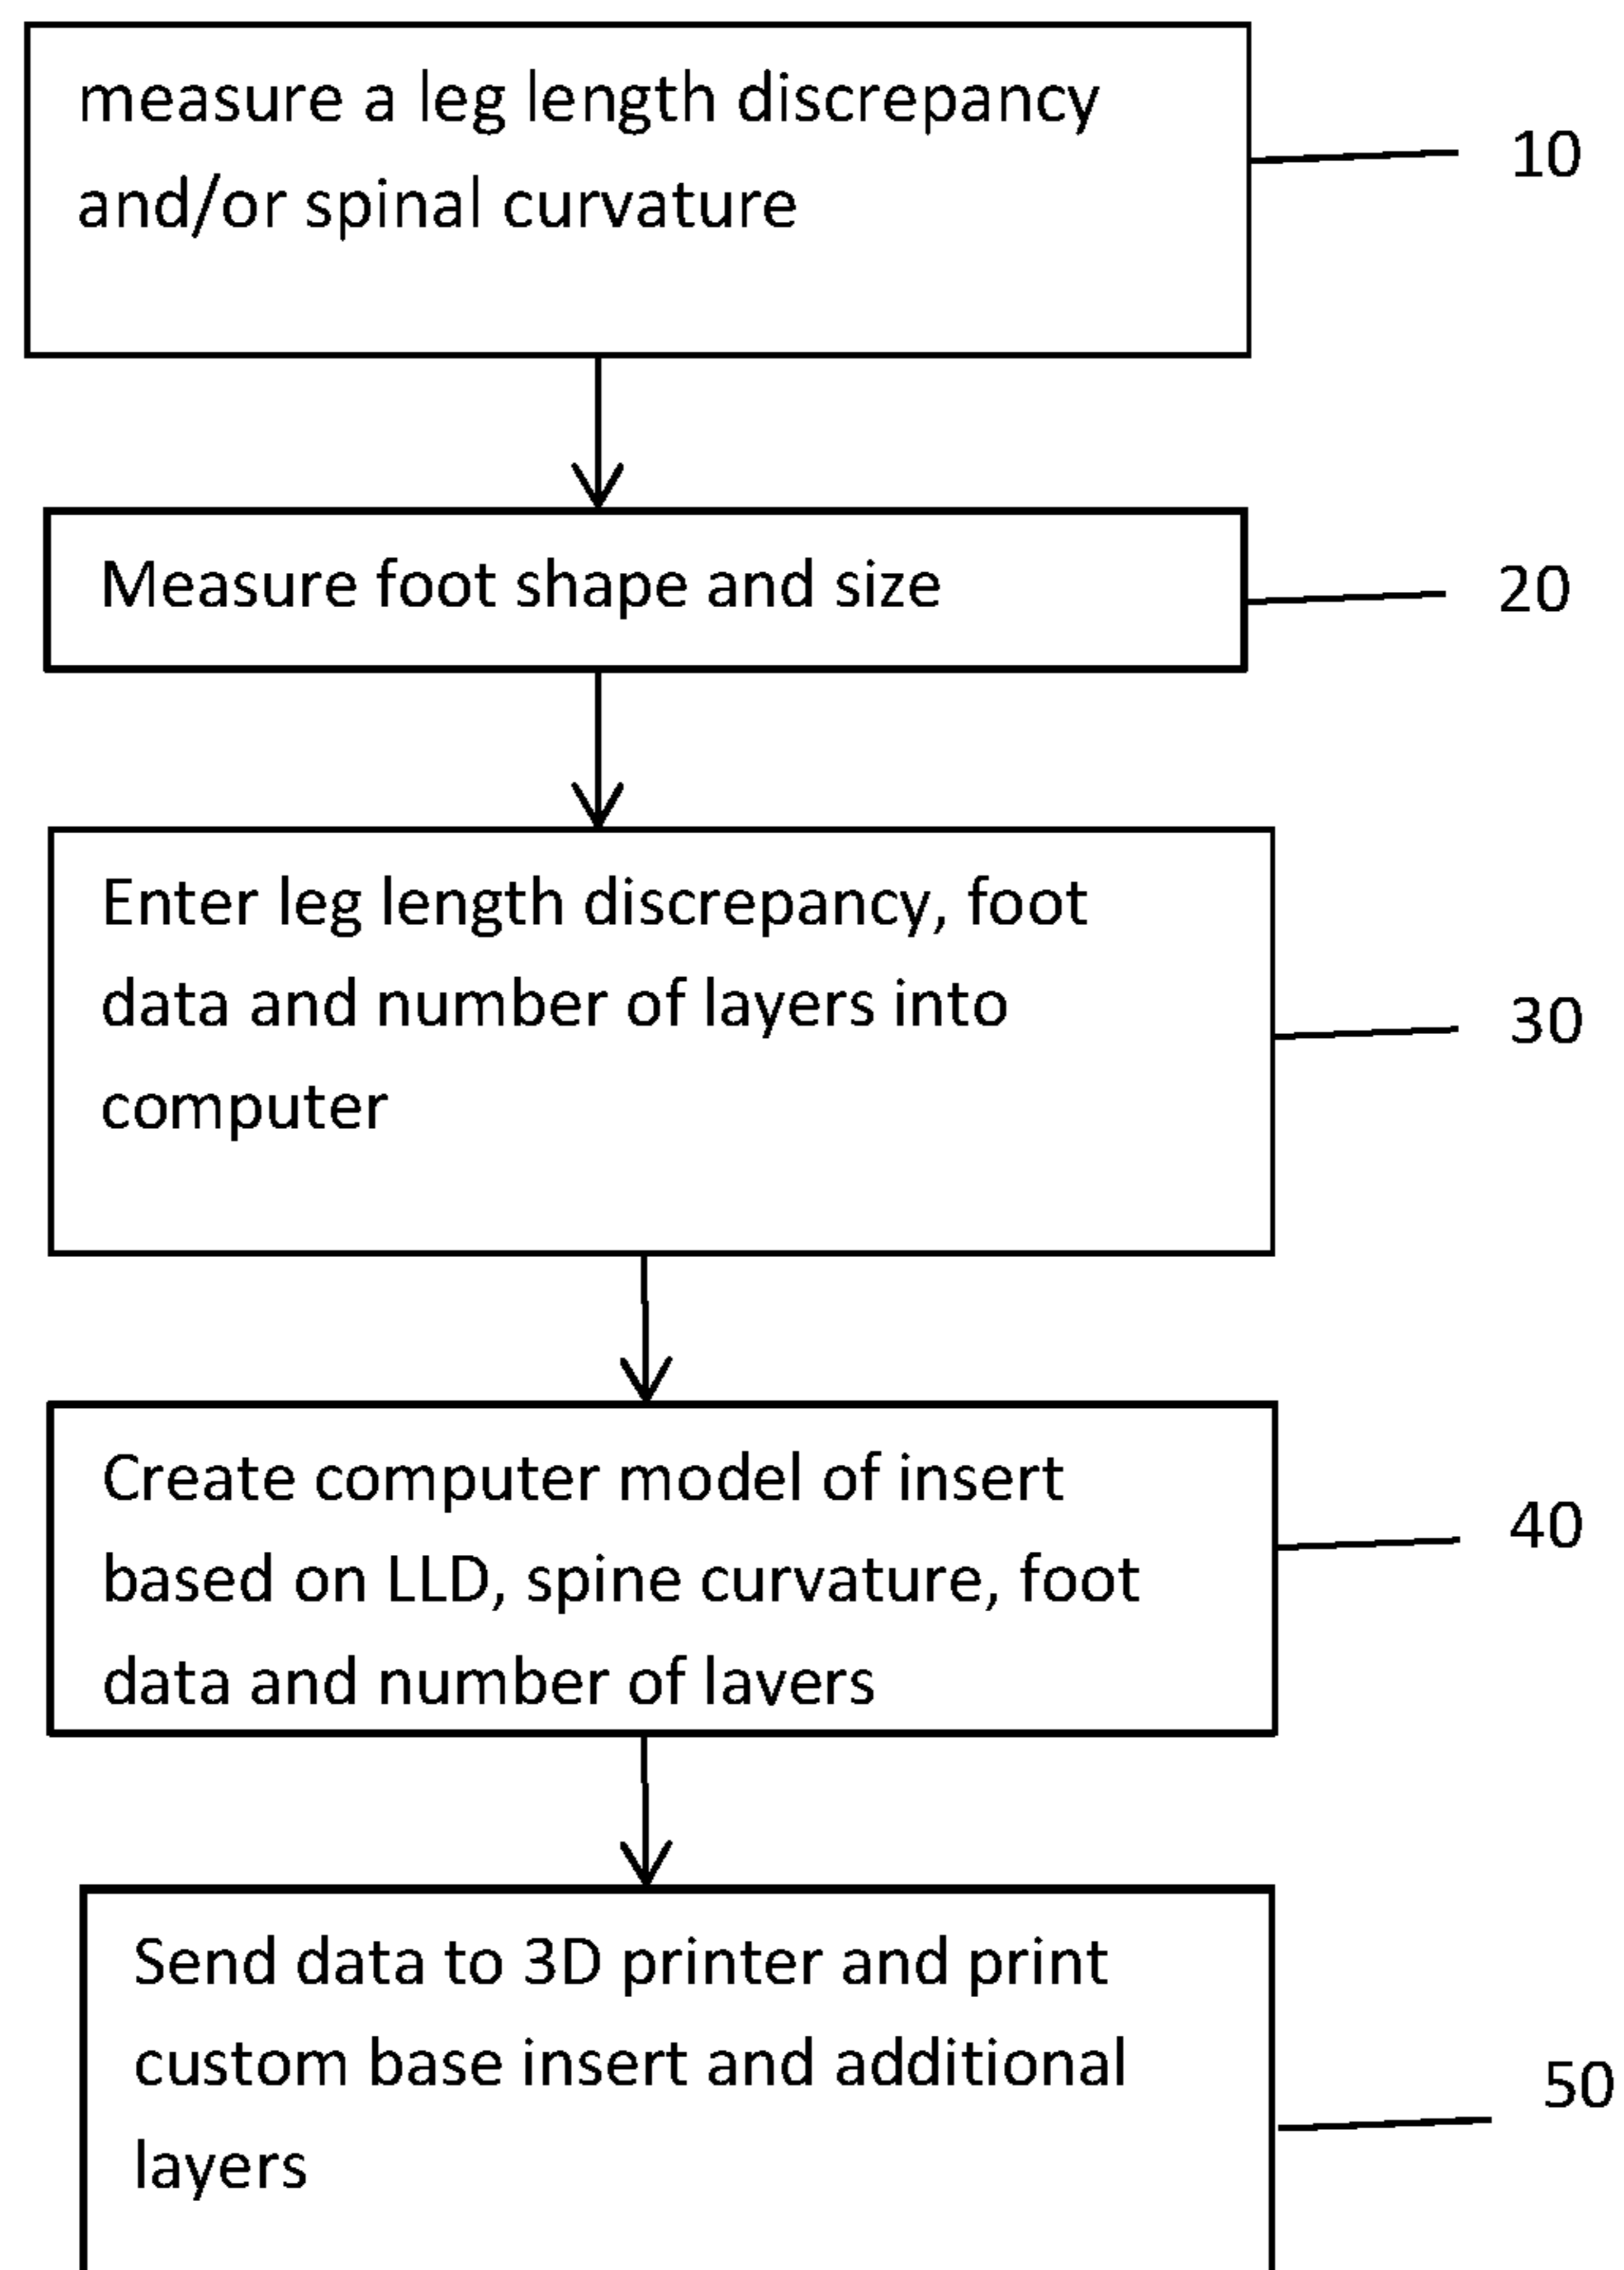 measure a leg length discrepancy
and/or spinal curvature
10
Measure foot shape and size
20
Enter leg length discrepancy, foot
data and number of layers into
computer
30
Create computer model of insert
based on LLD, spine curvature, foot
data and number of layers
40
Send data to 3D printer and print
custom base insert and additional
layers
50